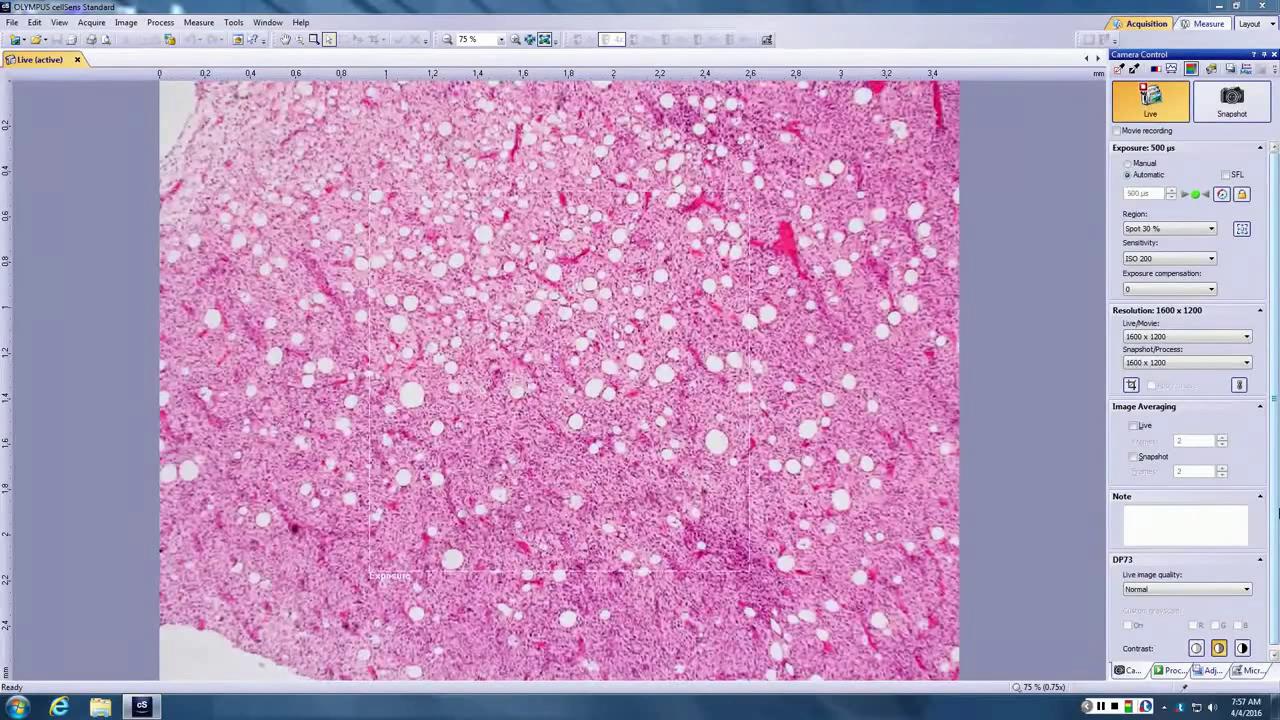 OLYMPUS cellSens Standard
File Edit View Acquire Image Process Measure Tools Window Help
Acquisition Measure Layout
75 %
Live (active)
Camera Control
0 0,2 0,4 0,6 0,8 1 1,2 1,4 1,6 1,8 2 2,2 2,4 2,6 2,8 3 3,2 3,4 mm
0,2
0,4
0,6
0,8
1
1,2
1,4
1,6
1,8
2
2,2
2,4
mm
Exposure
Live Snapshot
Movie recording
Exposure: 500 µs
Manual
Automatic SFL
500 µs
Region:
Spot 30 %
Sensitivity:
ISO 200
Exposure compensation:
0
Resolution: 1600 x 1200
Live/Movie:
1600 x 1200
Snapshot/Process:
1600 x 1200
Image Averaging
Live
Frames: 2
Snapshot
Frames: 2
Note
DP73
Live image quality:
Normal
Custom grayscale:
On R G B
Contrast:
Ca... Proc... Adj... Micr...
Ready 75 % (0.75x)
cS
7:57 AM
4/4/2016